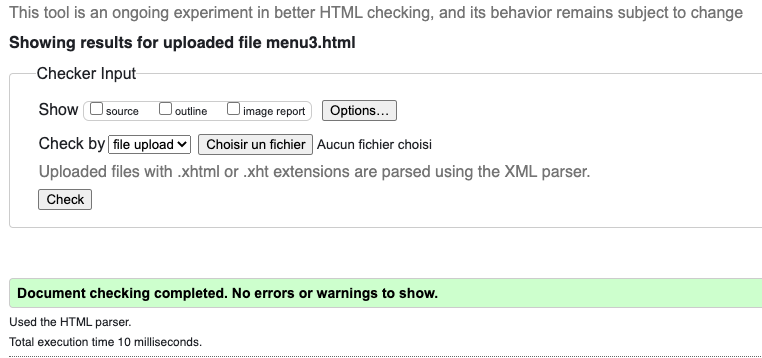 This tool is an ongoing experiment in better HTML checking, and its behavior remains subject to change
Showing results for uploaded file menu3.html
Checker Input
Show source outline image report Options...
Check by file upload Choisir un fichier Aucun fichier choisi
Uploaded files with .xhtml or .xht extensions are parsed using the XML parser.
Check
Document checking completed. No errors or warnings to show.
Used the HTML parser.
Total execution time 10 milliseconds.